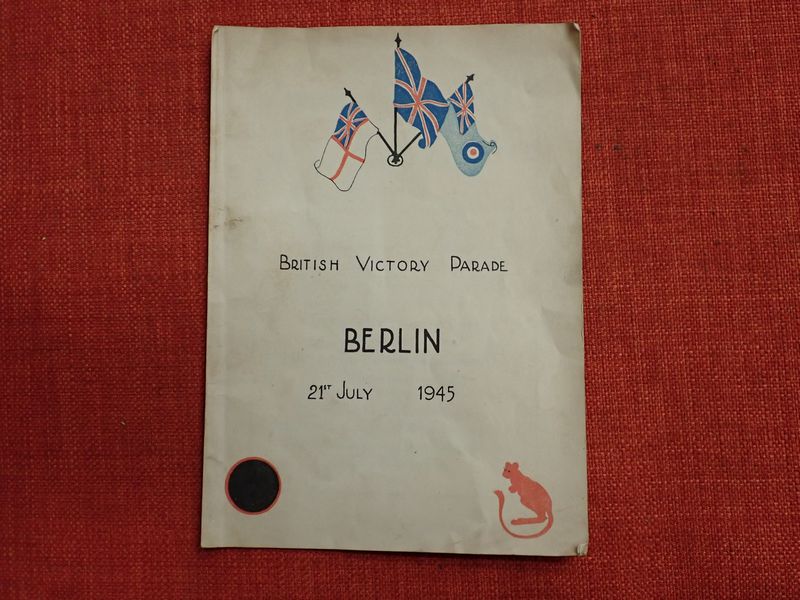 British Victory Parade
BERLIN
21ST July 1945